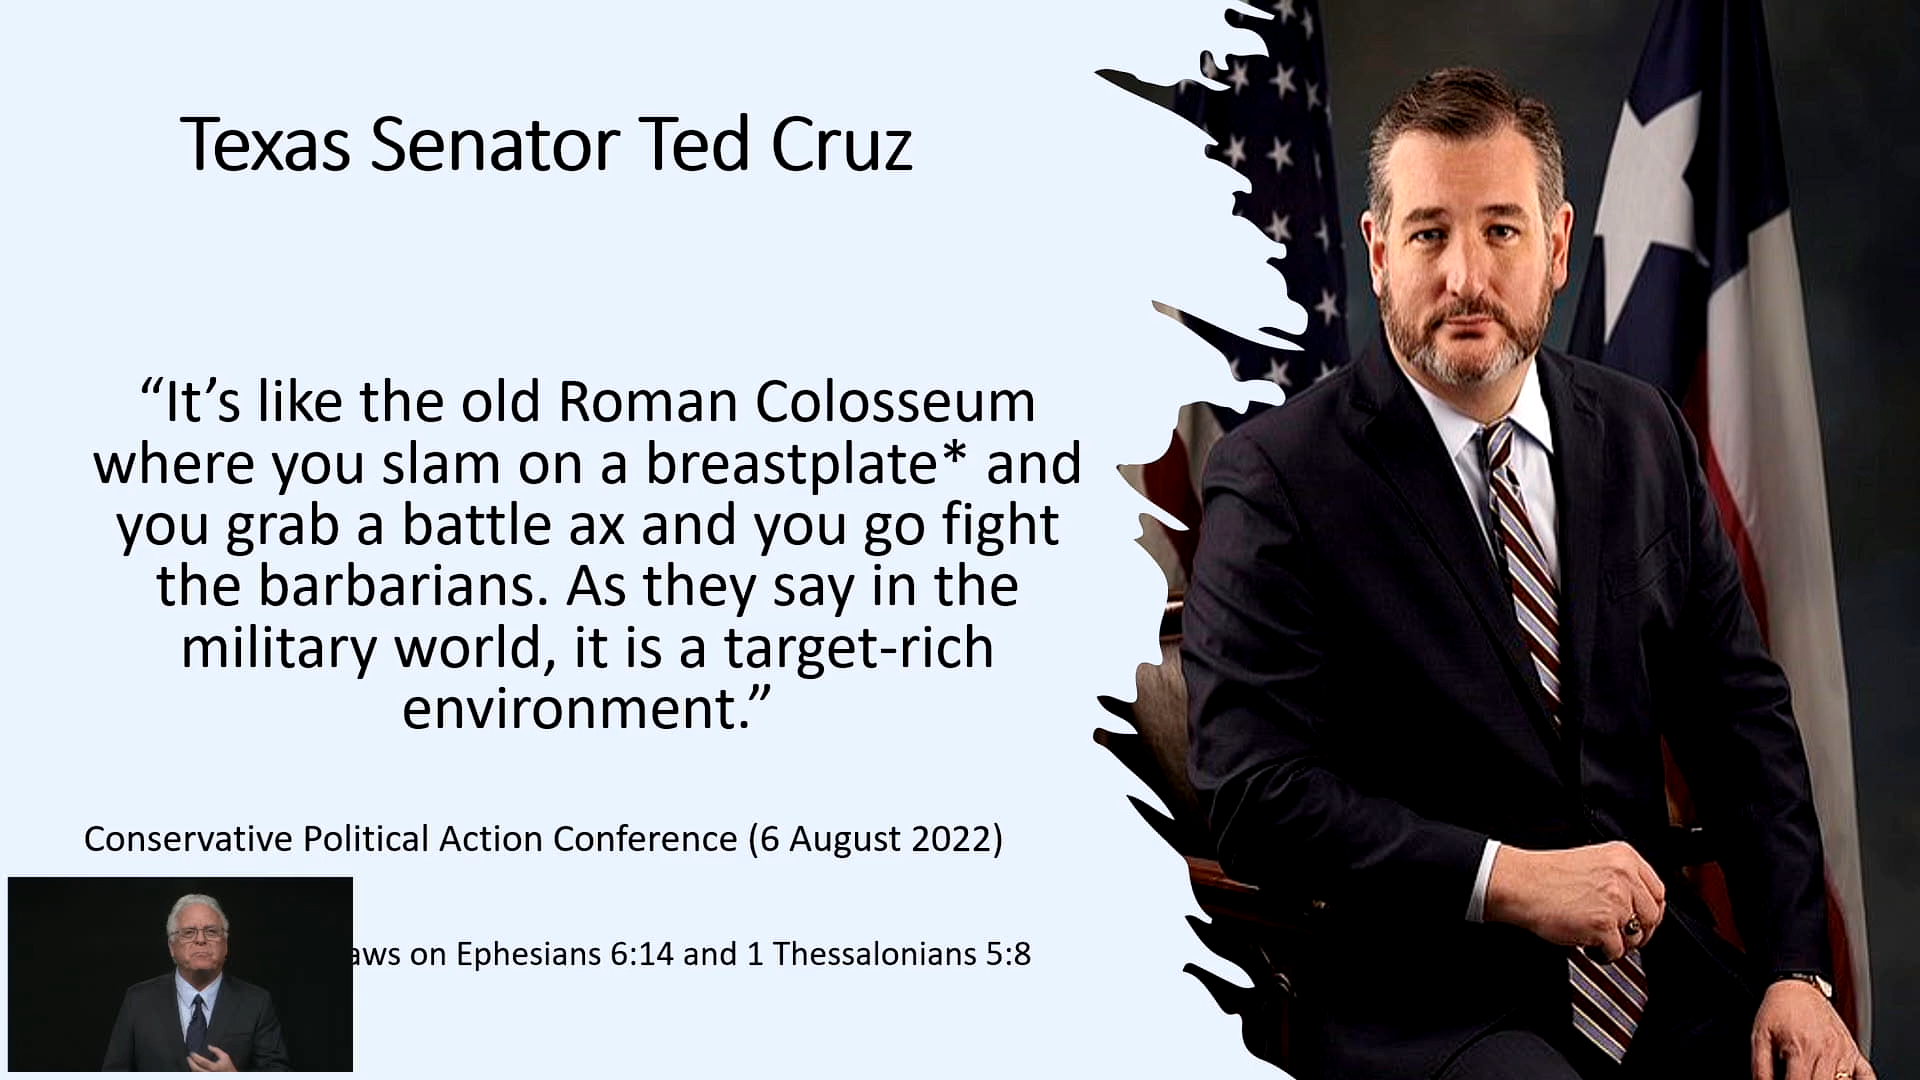 Texas Senator Ted Cruz
“It’s like the old Roman Colosseum
where you slam on a breastplate* and
you grab a battle ax and you go fight
the barbarians. As they say in the
military world, it is a target-rich
environment.”
Conservative Political Action Conference (6 August 2022)
on Ephesians 6:14 and 1 Thessalonians 5:8